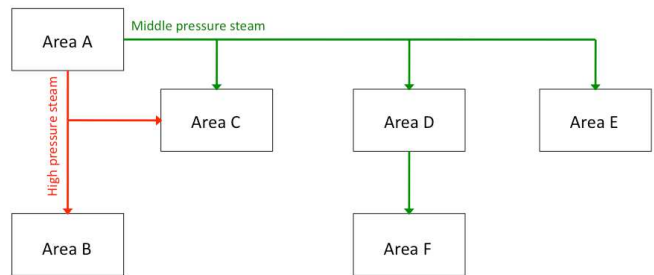 Middle pressure steam
Area A
High pressure steam
Area C
Area D
Area E
Area B
Area F